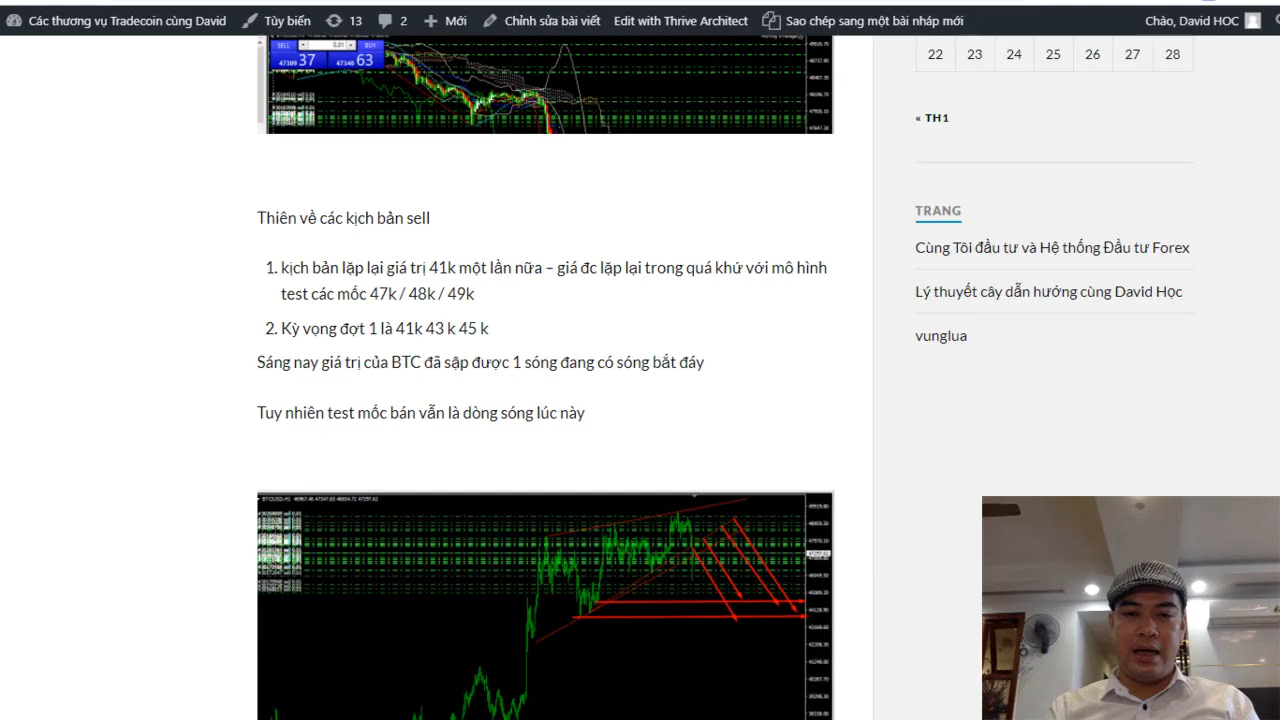 Các thương vụ Tradecoin cùng David
Tùy biến
13
2
Mới
Chỉnh sửa bài viết
Edit with Thrive Architect
Sao chép sang một bài nháp mới
Chào, David HOC
SELL
0.01
BUY
47309 37
47340 63
22 23 24 25 26 27 28
« TH1
Thiên về các kịch bản sell
1. kịch bản lặp lại giá trị 41k một lần nữa – giá đc lặp lại trong quá khứ với mô hình
test các mốc 47k / 48k / 49k
2. Kỳ vọng đợt 1 là 41k 43 k 45 k
Sáng nay giá trị của BTC đã sập được 1 sóng đang có sóng bắt đáy
Tuy nhiên test mốc bán vẫn là dòng sóng lúc này
TRANG
Cùng Tôi đầu tư và Hệ thống Đầu tư Forex
Lý thuyết cây dẫn hướng cùng David Học
vunglua